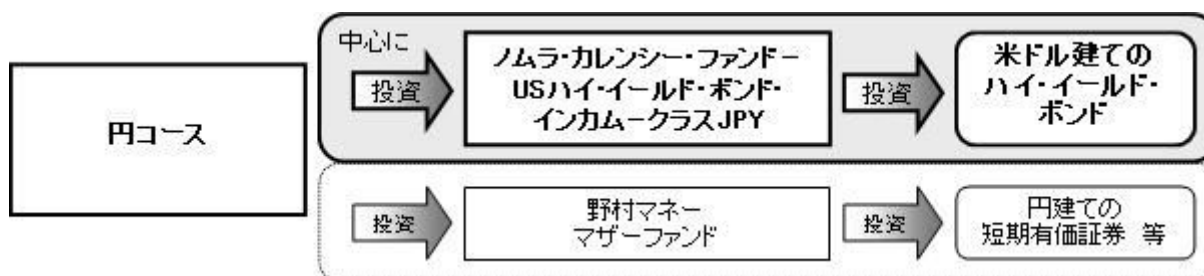 円コース
中心に
投資
ノムラ・カレンシー・ファンド－
USハイ・イールド・ボンド・
インカム－クラスJPY
投資
米ドル建ての
ハイ・イールド・
ボンド
投資
野村マネー
マザーファンド
投資
円建ての
短期有価証券 等